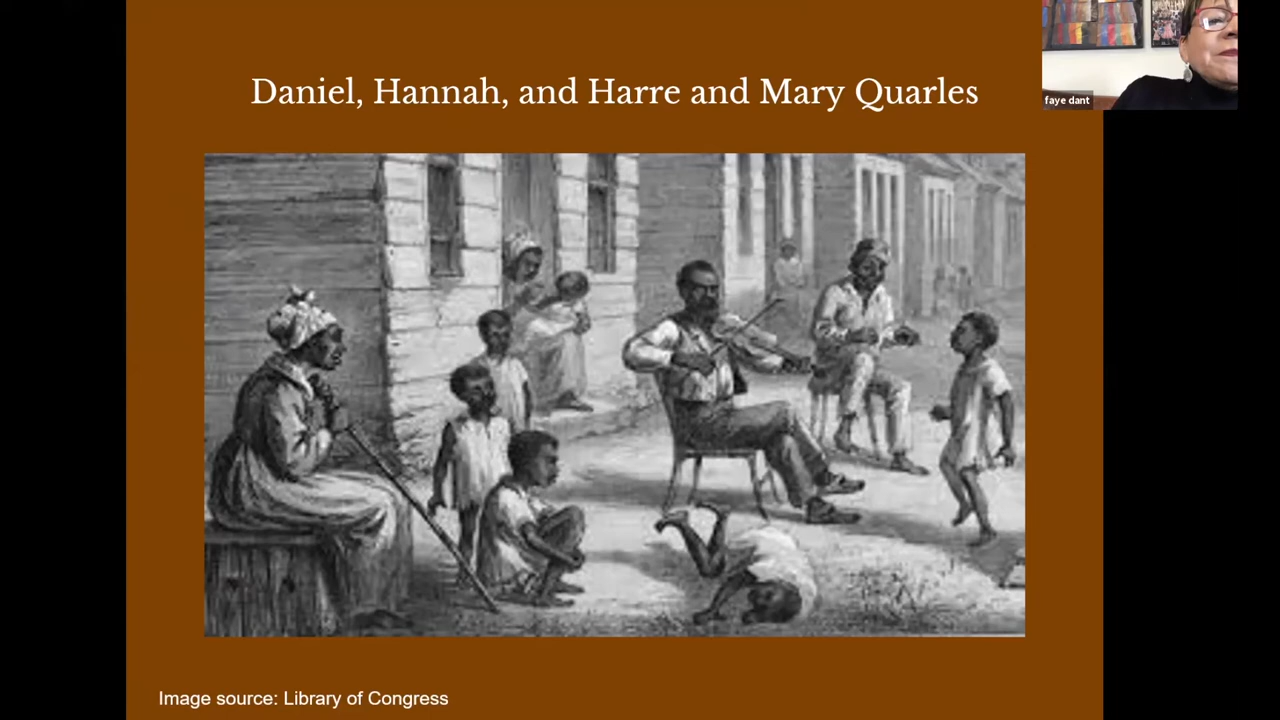 Daniel, Hannah, and Harre and Mary Quarles
faye dant
Image source: Library of Congress